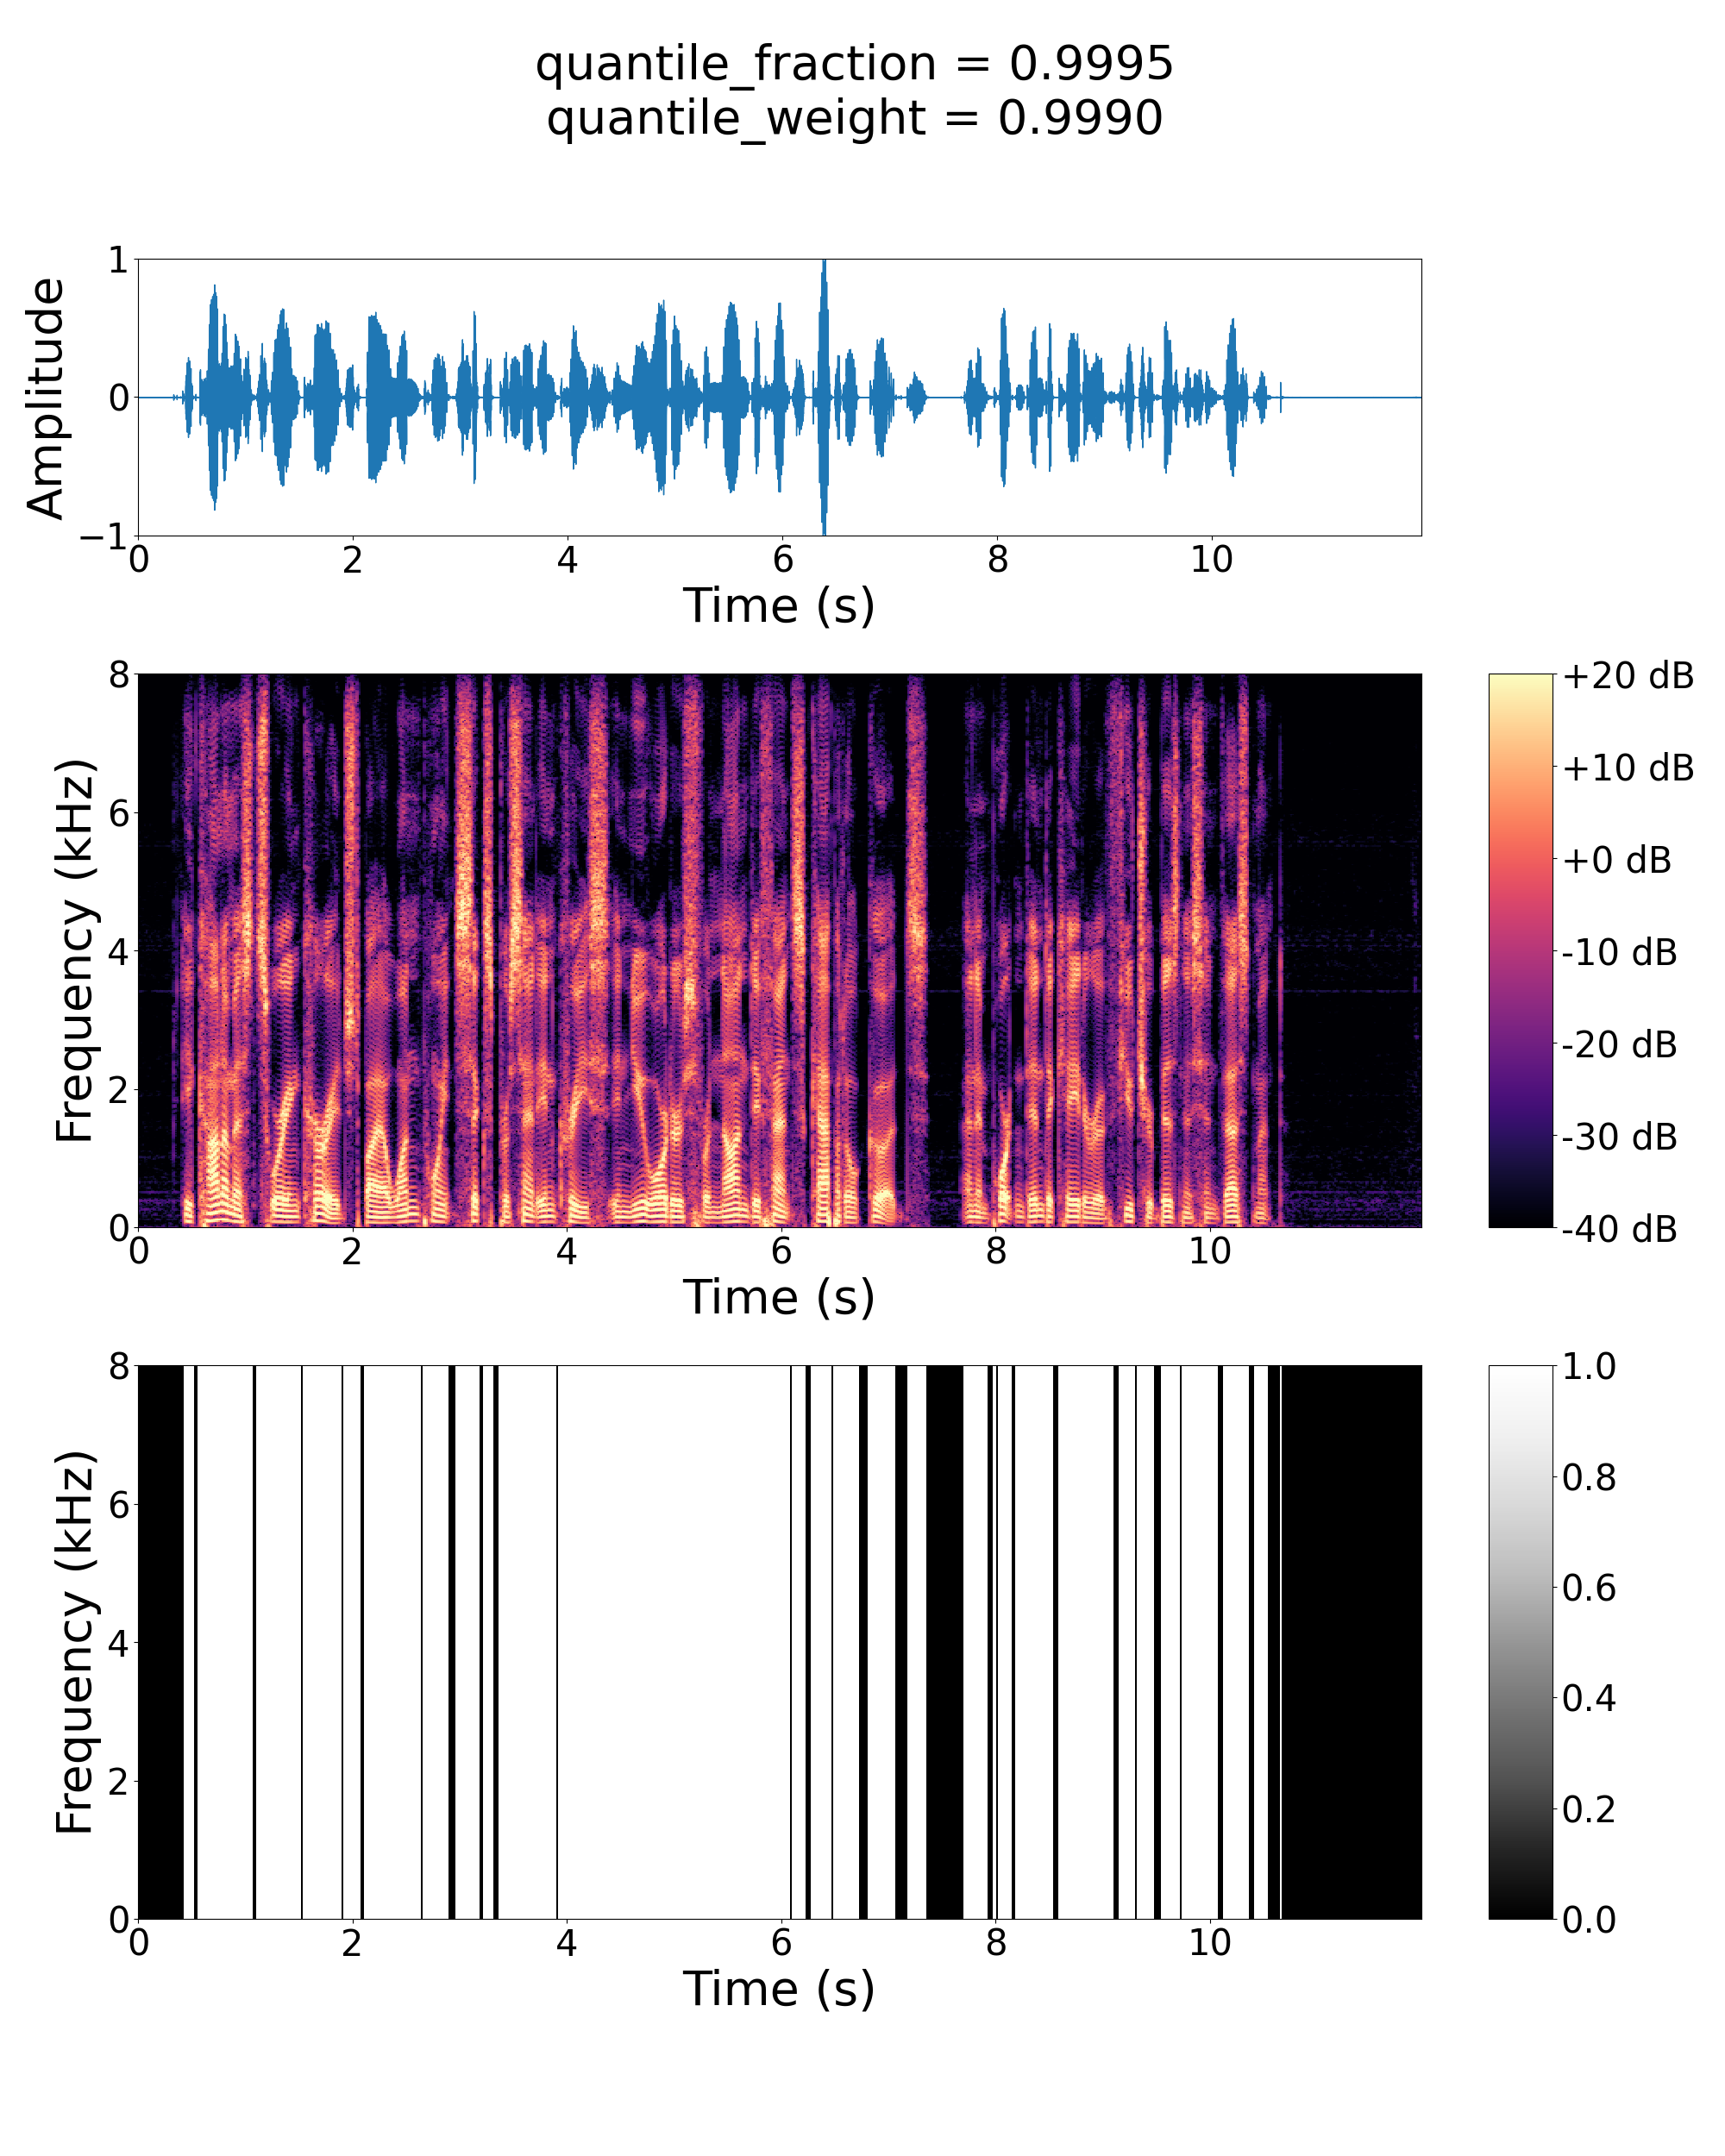 quantile_fraction = 0.9995
quantile_weight = 0.9990
Amplitude
1
0
−1
0 2 4 6 8 10
Time (s)
Frequency (kHz)
8
6
4
2
0
0 2 4 6 8 10
Time (s)
+20 dB
+10 dB
+0 dB
-10 dB
-20 dB
-30 dB
-40 dB
Frequency (kHz)
8
6
4
2
0
0 2 4 6 8 10
Time (s)
1.0
0.8
0.6
0.4
0.2
0.0